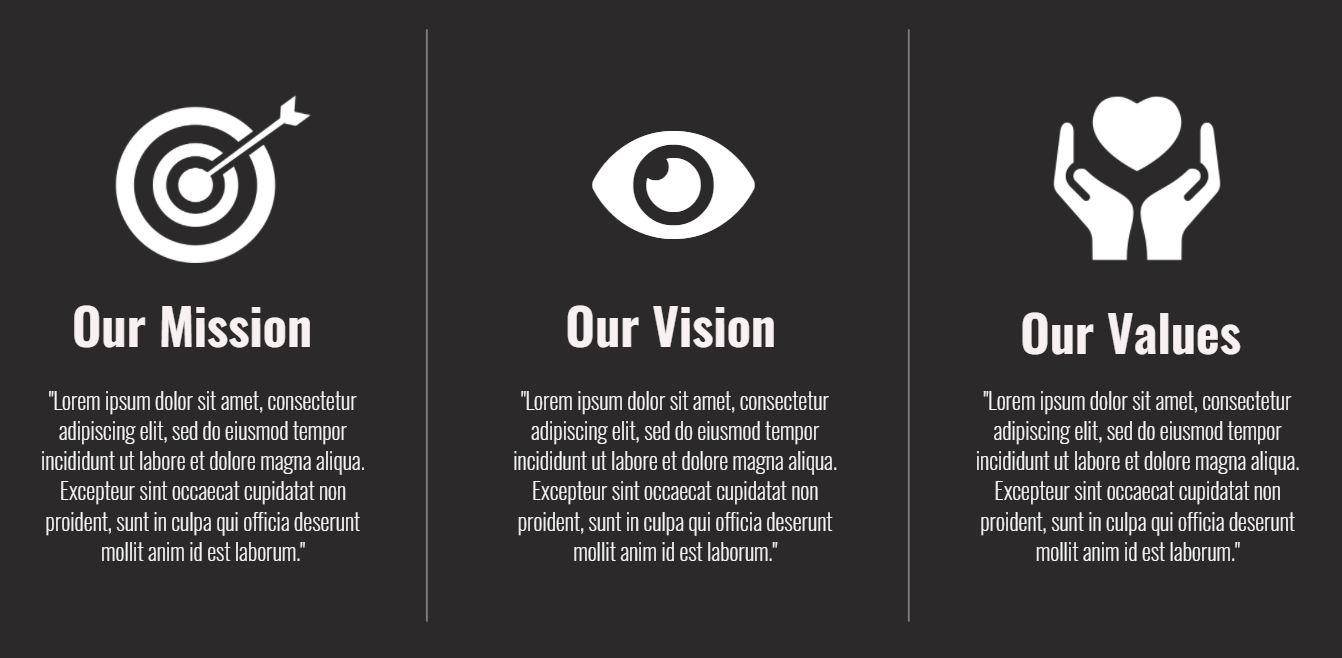 Our Mission
"Lorem ipsum dolor sit amet, consectetur
adipiscing elit, sed do eiusmod tempor
incididunt ut labore et dolore magna aliqua.
Excepteur sint occaecat cupidatat non
proident, sunt in culpa qui officia deserunt
mollit anim id est laborum."
Our Vision
"Lorem ipsum dolor sit amet, consectetur
adipiscing elit, sed do eiusmod tempor
incididunt ut labore et dolore magna aliqua.
Excepteur sint occaecat cupidatat non
proident, sunt in culpa qui officia deserunt
mollit anim id est laborum."
Our Values
"Lorem ipsum dolor sit amet, consectetur
adipiscing elit, sed do eiusmod tempor
incididunt ut labore et dolore magna aliqua.
Excepteur sint occaecat cupidatat non
proident, sunt in culpa qui officia deserunt
mollit anim id est laborum."